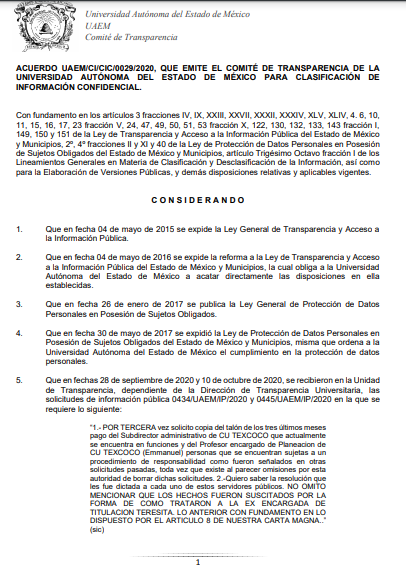 Universidad Autónoma del Estado de México
UAEM
Comité de Transparencia
ACUERDO UAEM/CI/CIC/0029/2020, QUE EMITE EL COMITÉ DE TRANSPARENCIA DE LA
UNIVERSIDAD AUTÓNOMA DEL ESTADO DE MÉXICO PARA CLASIFICACIÓN DE
INFORMACIÓN CONFIDENCIAL.
Con fundamento en los artículos 3 fracciones IV, IX, XXIII, XXVII, XXXII, XXXIV, XLV, XLIV, 4. 6, 10,
11, 15, 16, 17, 23 fracción V, 24, 47, 49, 50, 51, 53 fracción X, 122, 130, 132, 133, 143 fracción I,
149, 150 y 151 de la Ley de Transparencia y Acceso a la Información Pública del Estado de México
y Municipios, 2º, 4º fracciones II y XI y 40 de la Ley de Protección de Datos Personales en Posesión
de Sujetos Obligados del Estado de México y Municipios, artículo Trigésimo Octavo fracción I de los
Lineamientos Generales en Materia de Clasificación y Desclasificación de la Información, así como
para la Elaboración de Versiones Públicas, y demás disposiciones relativas y aplicables vigentes.
C O N S I D E R A N D O
1. Que en fecha 04 de mayo de 2015 se expide la Ley General de Transparencia y Acceso a
la Información Pública.
2. Que en fecha 04 de mayo de 2016 se expide la reforma a la Ley de Transparencia y Acceso
a la Información Pública del Estado de México y Municipios, la cual obliga a la Universidad
Autónoma del Estado de México a acatar directamente las disposiciones en ella
establecidas.
3. Que en fecha 26 de enero de 2017 se publica la Ley General de Protección de Datos
Personales en Posesión de Sujetos Obligados.
4. Que en fecha 30 de mayo de 2017 se expidió la Ley de Protección de Datos Personales en
Posesión de Sujetos Obligados del Estado de México y Municipios, misma que ordena a la
Universidad Autónoma del Estado de México el cumplimiento en la protección de datos
personales.
5. Que en fechas 28 de septiembre de 2020 y 10 de octubre de 2020, se recibieron en la Unidad
de Transparencia, dependiente de la Dirección de Transparencia Universitaria, las
solicitudes de información pública 0434/UAEM/IP/2020 y 0445/UAEM/IP/2020 en la que se
requiere lo siguiente:
"1.- POR TERCERA vez solicito copia del talón de los tres últimos meses
pago del Subdirector administrativo de CU TEXCOCO que actualmente
se encuentra en funciones y del Profesor encargado de Planeacion de
CU TEXCOCO (Emmanuel) personas que se encuentran sujetas a un
procedimiento de responsabilidad como fueron señalados en otras
solicitudes pasadas, toda vez que existe al parecer omisiones por esta
autoridad de borrar dichas solicitudes. 2.-Quiero saber la resolución que
les fue dictada a cada uno de estos servidores públicos. NO OMITO
MENCIONAR QUE LOS HECHOS FUERON SUSCITADOS POR LA
FORMA DE COMO TRATARON A LA EX ENCARGADA DE
TITULACION TERESITA. LO ANTERIOR CON FUNDAMENTO EN LO
DISPUESTO POR EL ARTICULO 8 DE NUESTRA CARTA MAGNA.."
(sic)
1